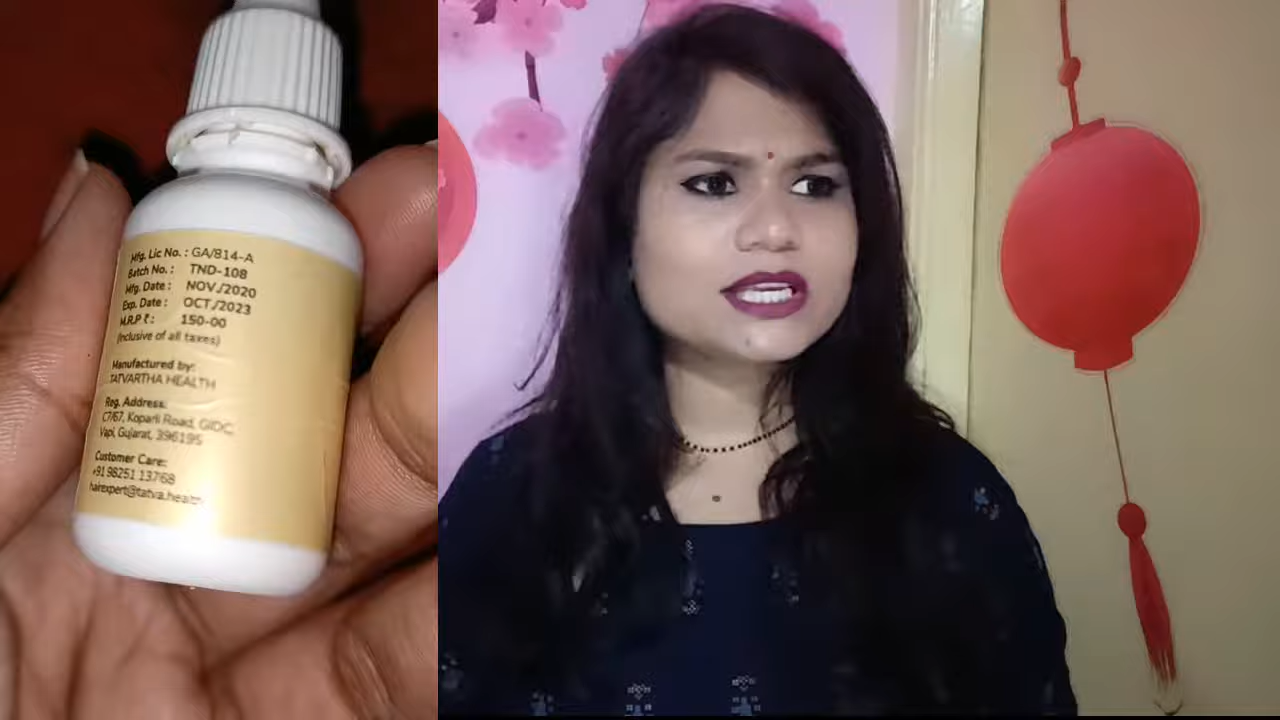 Mfg. Lic No. : GA/814-A
Batch No. : TND-108
Mfg. Date : NOV./2020
Exp. Date : OCT./2023
M.R.P ₹ : 150-00
(Inclusive of all taxes)
Manufactured by:
TATVARTHA HEALTH
Reg. Address:
C7/67, Koparli Road, GIDC,
Vapi, Gujarat, 396195
Customer Care:
+91 98251 13768
hairexpert@tatva.health